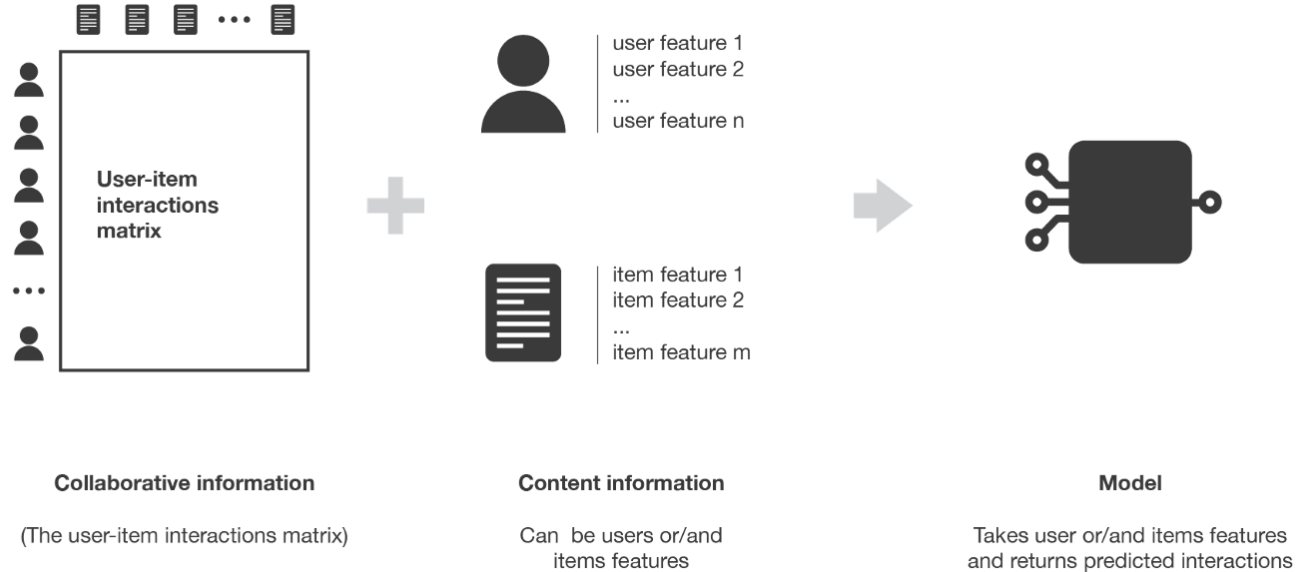 User-item
interactions
matrix
user feature 1
user feature 2
...
user feature n
item feature 1
item feature 2
...
item feature m
Collaborative information
(The user-item interactions matrix)
Content information
Can be users or/and
items features
Model
Takes user or/and items features
and returns predicted interactions